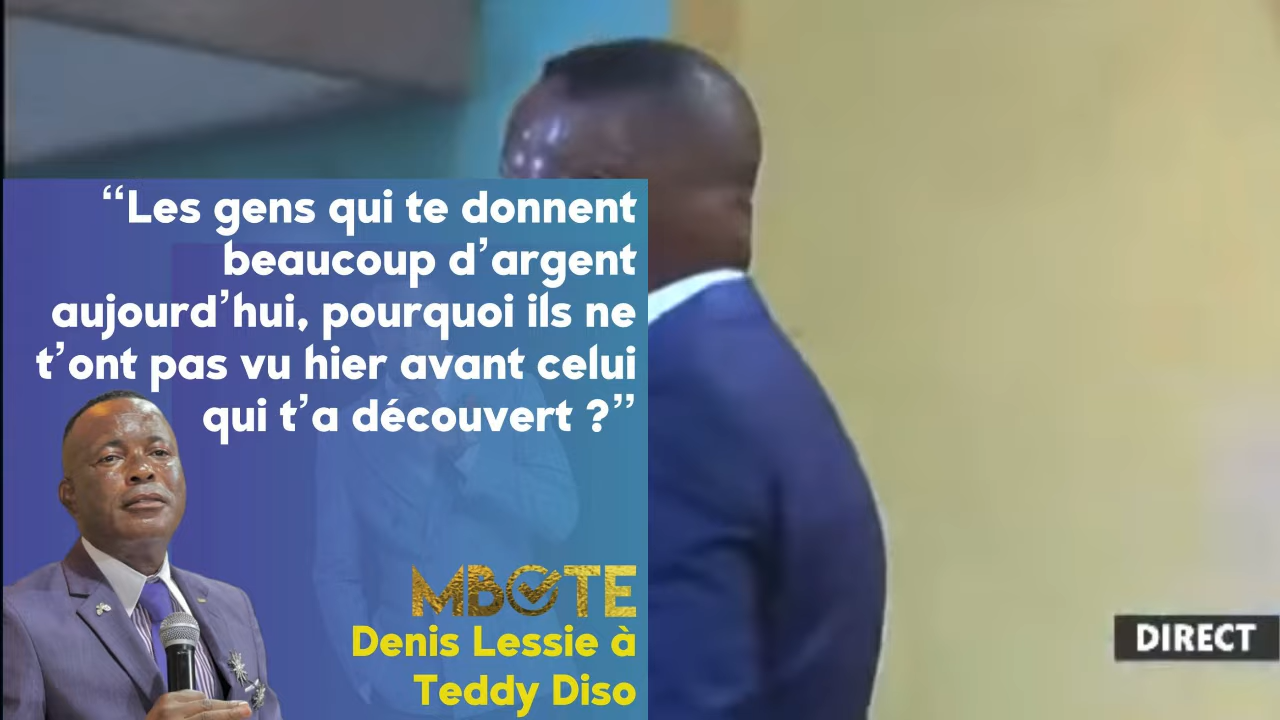 “Les gens qui te donnent
beaucoup d’argent
aujourd’hui, pourquoi ils ne
t’ont pas vu hier avant celui
qui t’a découvert ?”
MBOTE
Denis Lessie à
Teddy Diso
DIRECT